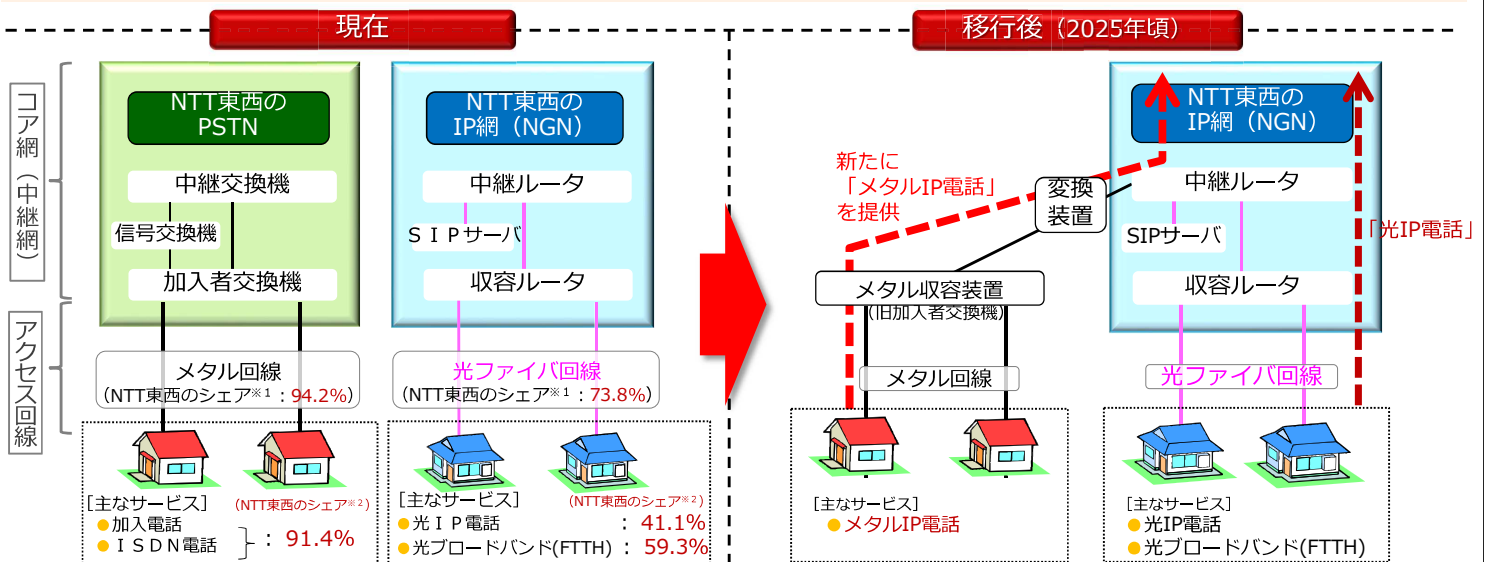 現在
コア網（中継網）
アクセス回線
NTT東西の
PSTN
中継交換機
信号交換機
加入者交換機
メタル回線
（NTT東西のシェア※1：94.2%）
［主なサービス］
（NTT東西のシェア※2）
●加入電話
●ＩＳＤＮ電話
：91.4%
NTT東西の
IP網（NGN）
中継ルータ
ＳＩＰサーバ
収容ルータ
光ファイバ回線
（NTT東西のシェア※1：73.8%）
［主なサービス］
（NTT東西のシェア※2）
●光ＩＰ電話 ：41.1%
●光ブロードバンド(FTTH)：59.3%
移行後（2025年頃）
新たに
「メタルIP電話」
を提供
変換
装置
メタル収容装置
（旧加入者交換機）
メタル回線
［主なサービス］
●メタルIP電話
NTT東西の
IP網（NGN）
中継ルータ
SIPサーバ
収容ルータ
「光IP電話」
光ファイバ回線
［主なサービス］
●光IP電話
●光ブロードバンド(FTTH)